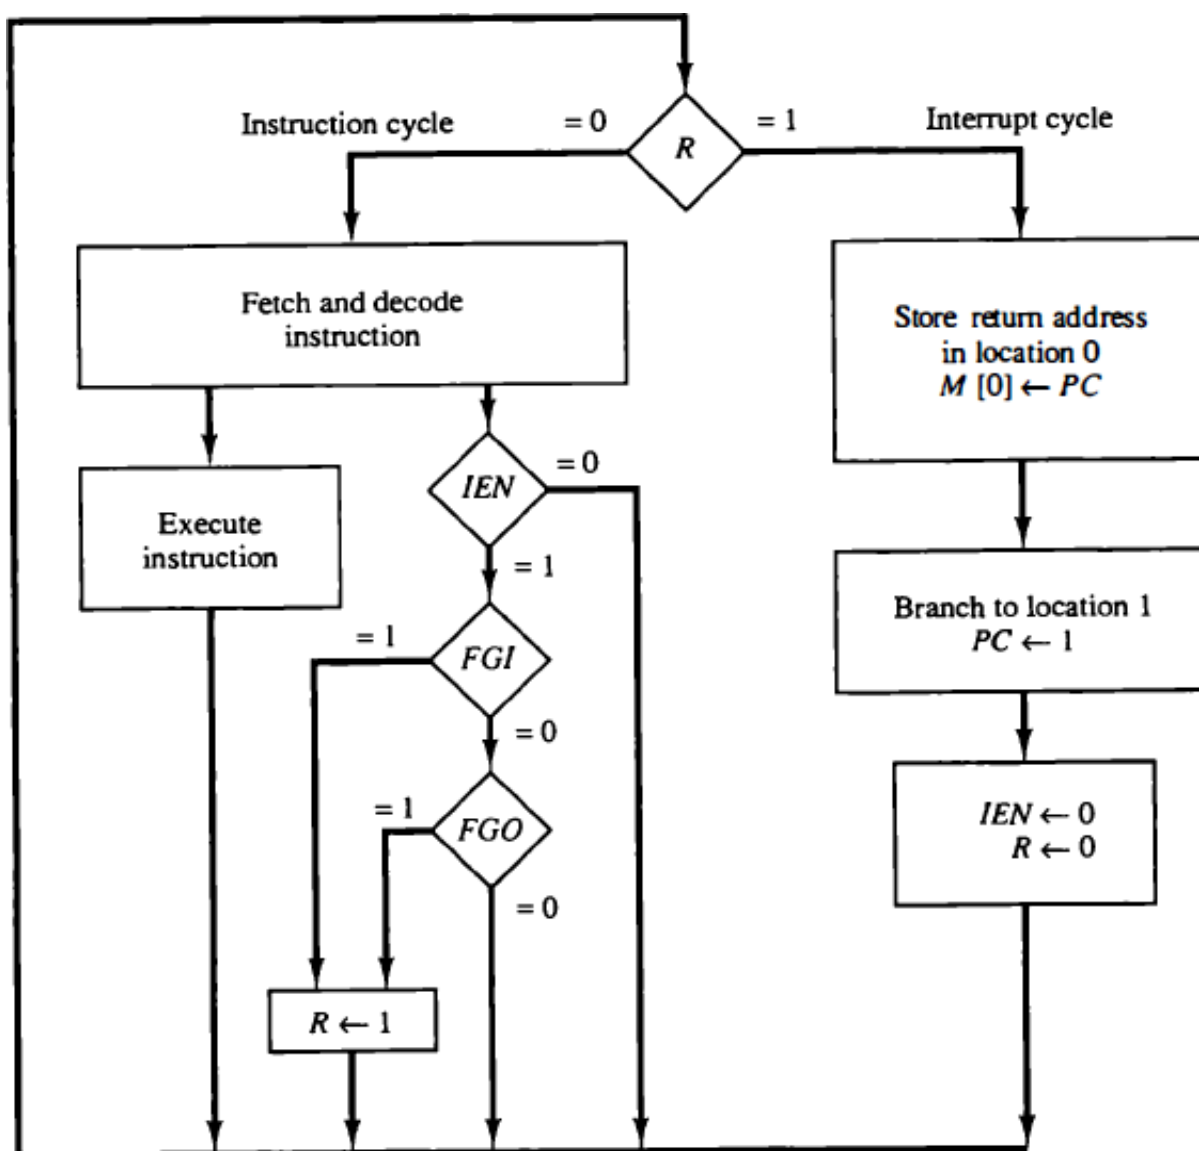 Instruction cycle
= 0
R
= 1
Interrupt cycle
Fetch and decode
instruction
Store return address
in location 0
M [0] ← PC
Execute
instruction
IEN
= 0
= 1
FGI
= 1
= 0
FGO
= 1
= 0
R ← 1
Branch to location 1
PC ← 1
IEN ← 0
R ← 0